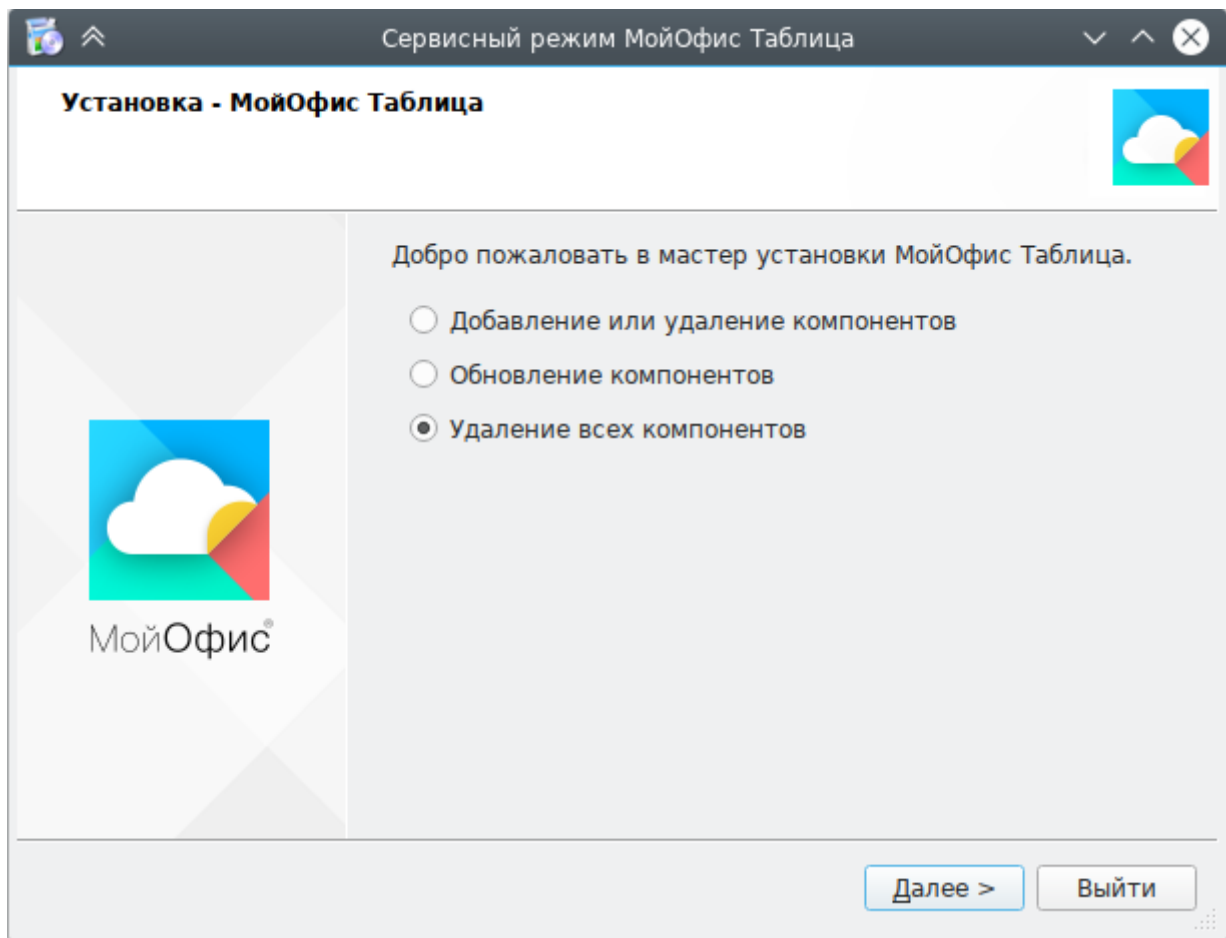 Сервисный режим МойОфис Таблица
Установка - МойОфис Таблица
Добро пожаловать в мастер установки МойОфис Таблица.
Добавление или удаление компонентов
Обновление компонентов
Удаление всех компонентов
МойОфис®
Далее >
Выйти